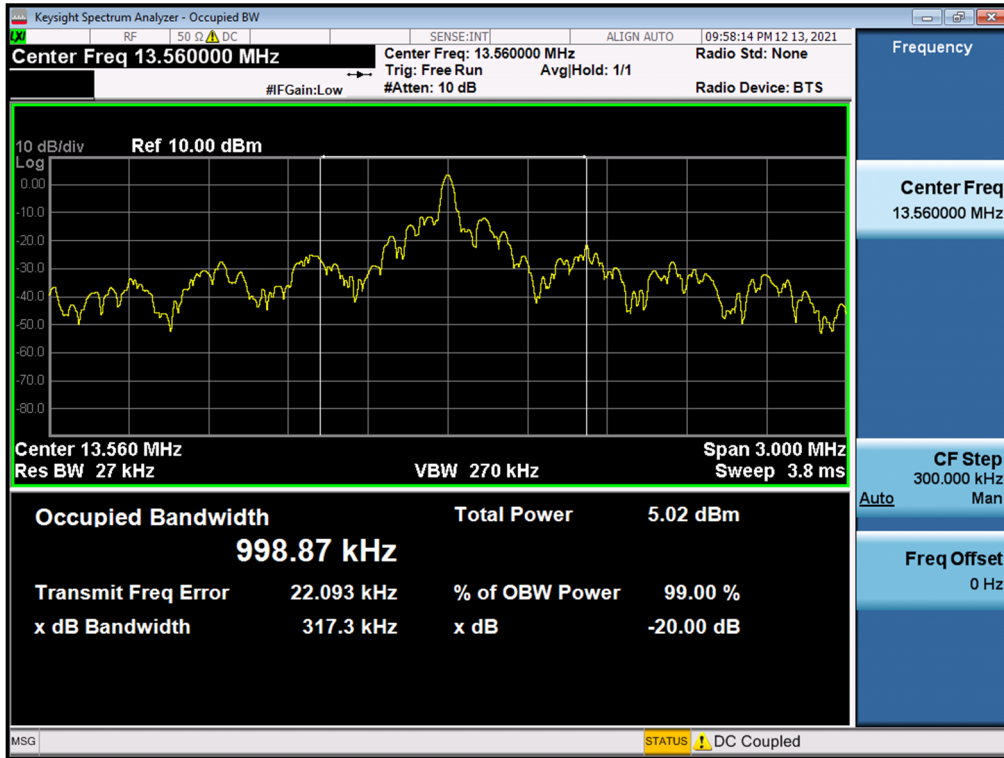 Keysight Spectrum Analyzer - Occupied BW
LXI RF 50 Ω DC SENSE:INT ALIGN AUTO 09:58:14 PM 12 13, 2021
Center Freq 13.560000 MHz
Center Freq: 13.560000 MHz Radio Std: None
Trig: Free Run Avg|Hold: 1/1
#IFGain:Low #Atten: 10 dB Radio Device: BTS
10 dB/div Ref 10.00 dBm
Log
0.00
-10.0
-20.0
-30.0
-40.0
-50.0
-60.0
-70.0
-80.0
Center 13.560 MHz Span 3.000 MHz
Res BW 27 kHz VBW 270 kHz Sweep 3.8 ms
Occupied Bandwidth Total Power 5.02 dBm
998.87 kHz
Transmit Freq Error 22.093 kHz % of OBW Power 99.00 %
x dB Bandwidth 317.3 kHz x dB -20.00 dB
Frequency
Center Freq
13.560000 MHz
CF Step
300.000 kHz
Auto Man
Freq Offset
0 Hz
MSG STATUS DC Coupled